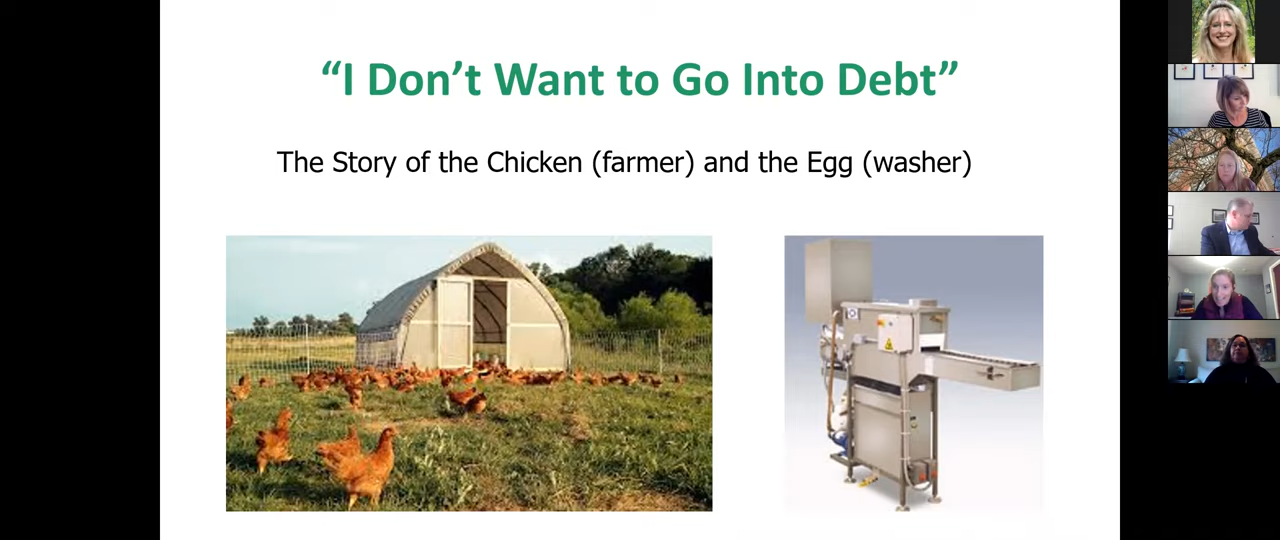 “I Don’t Want to Go Into Debt”
The Story of the Chicken (farmer) and the Egg (washer)